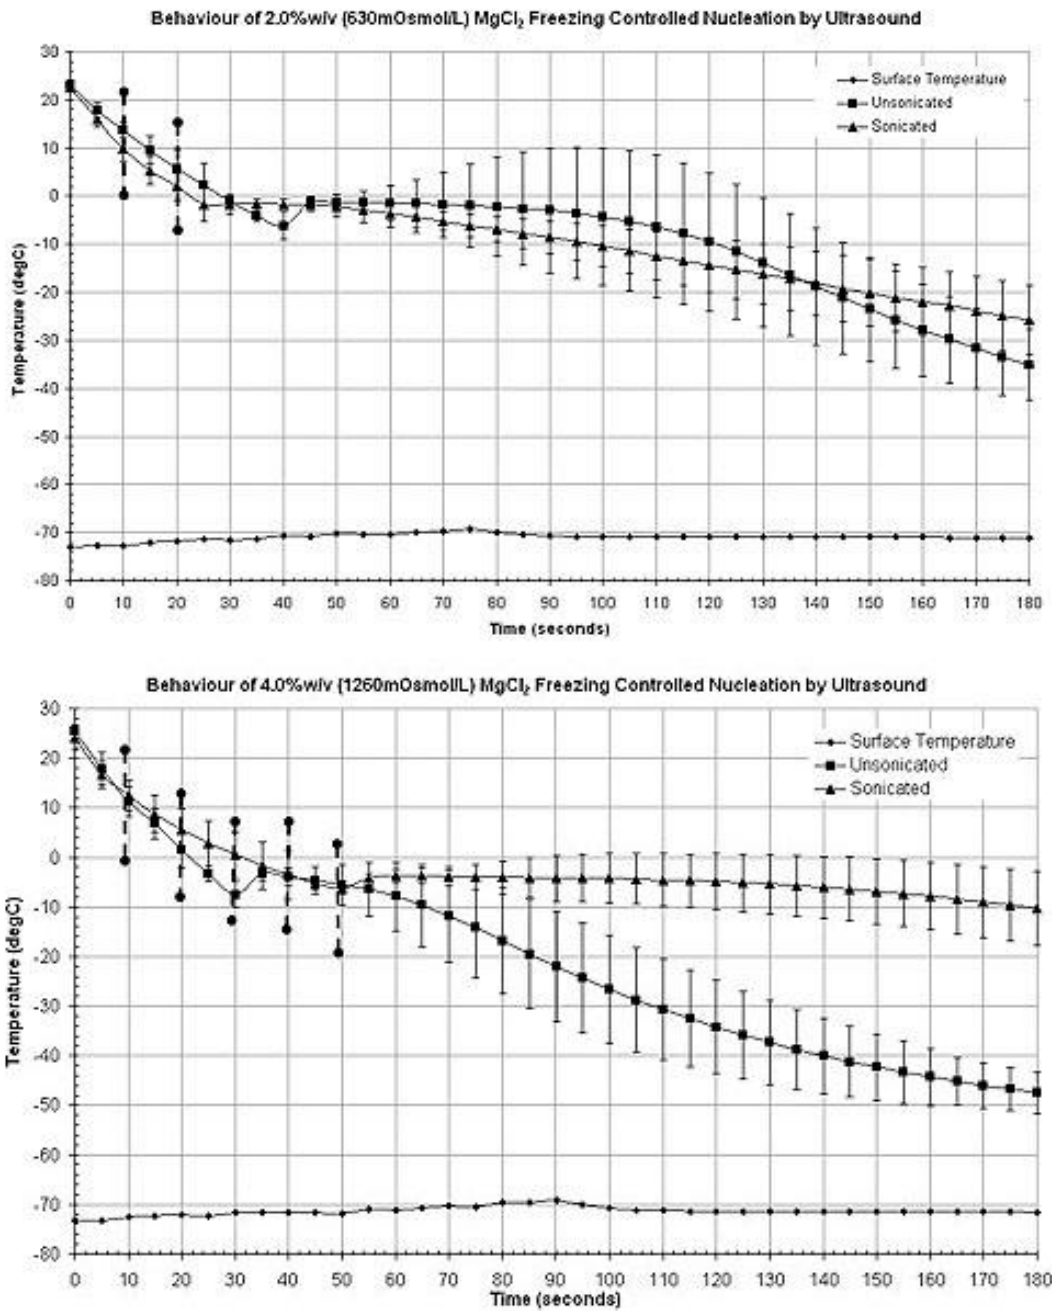 Behaviour of 2.0%w/v (630mOsmol/L) MgCl₂ Freezing Controlled Nucleation by Ultrasound
30
20
10
0
-10
-20
-30
-40
-50
-60
-70
-80
Temperature (degC)
Surface Temperature
Unsonicated
Sonicated
0 10 20 30 40 50 60 70 80 90 100 110 120 130 140 150 160 170 180
Time (seconds)
Behaviour of 4.0%w/v (1260mOsmol/L) MgCl₂ Freezing Controlled Nucleation by Ultrasound
30
20
10
0
-10
-20
-30
-40
-50
-60
-70
-80
Temperature (degC)
Surface Temperature
Unsonicated
Sonicated
0 10 20 30 40 50 60 70 80 90 100 110 120 130 140 150 160 170 180
Time (seconds)